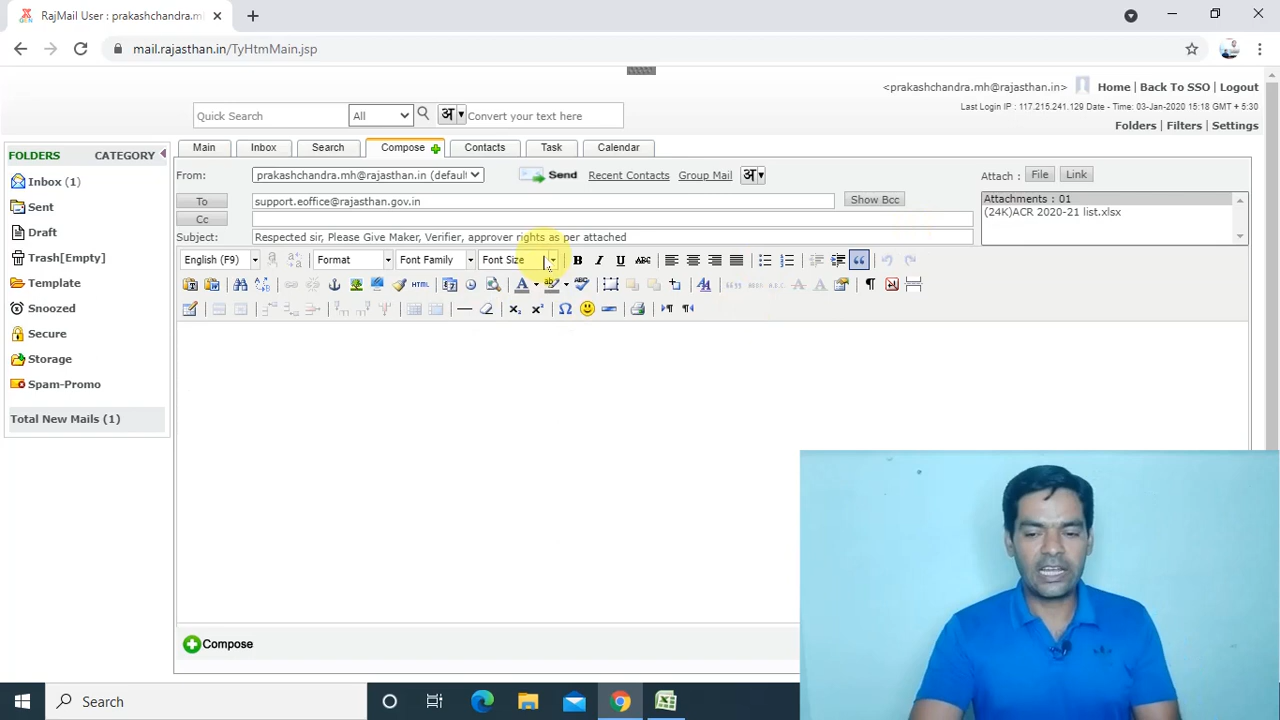 RajMail User : prakashchandra.m
mail.rajasthan.in/TyHtmMain.jsp
<prakashchandra.mh@rajasthan.in> Home | Back To SSO | Logout
Last Login IP : 117.215.241.129 Date - Time: 03-Jan-2020 15:18 GMT + 5:30
Quick Search All अ Convert your text here
Folders | Filters | Settings
FOLDERS CATEGORY
Main Inbox Search Compose Contacts Task Calendar
Inbox (1)
Sent
Draft
Trash[Empty]
Template
Snoozed
Secure
Storage
Spam-Promo
Total New Mails (1)
From: prakashchandra.mh@rajasthan.in (defaul Send Recent Contacts Group Mail अ Attach : File Link
To support.eoffice@rajasthan.gov.in Show Bcc Attachments : 01
Cc (24K)ACR 2020-21 list.xlsx
Subject: Respected sir, Please Give Maker, Verifier, approver rights as per attached
English (F9) Format Font Family Font Size B I U ABC
HTML A
Compose
Search